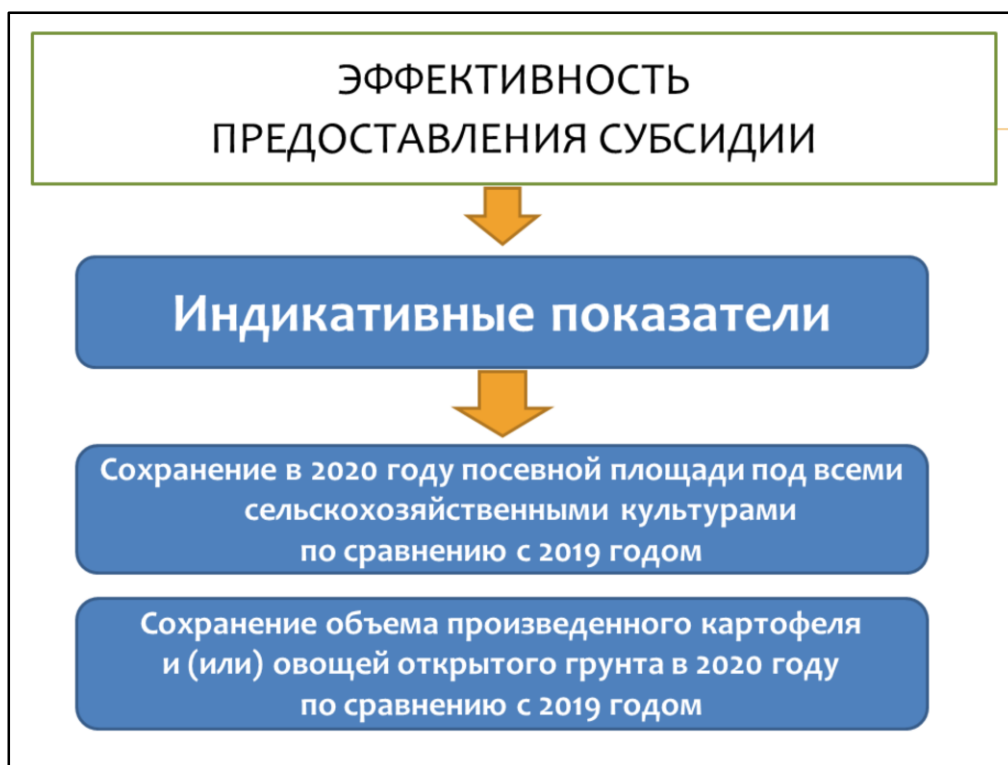 ЭФФЕКТИВНОСТЬ
ПРЕДОСТАВЛЕНИЯ СУБСИДИИ
Индикативные показатели
Сохранение в 2020 году посевной площади под всеми
сельскохозяйственными культурами
по сравнению с 2019 годом
Сохранение объема произведенного картофеля
и (или) овощей открытого грунта в 2020 году
по сравнению с 2019 годом